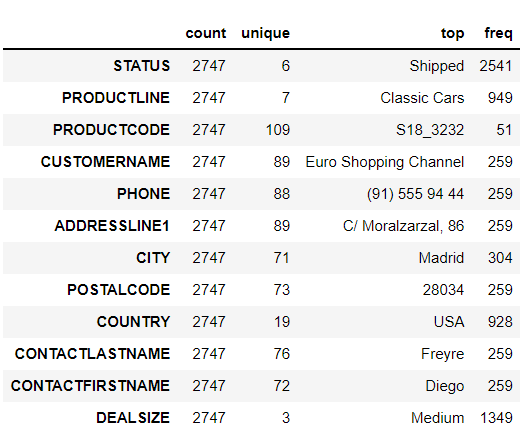 count unique top freq
STATUS 2747 6 Shipped 2541
PRODUCTLINE 2747 7 Classic Cars 949
PRODUCTCODE 2747 109 S18_3232 51
CUSTOMERNAME 2747 89 Euro Shopping Channel 259
PHONE 2747 88 (91) 555 94 44 259
ADDRESSLINE1 2747 89 C/ Moralzarzal, 86 259
CITY 2747 71 Madrid 304
POSTALCODE 2747 73 28034 259
COUNTRY 2747 19 USA 928
CONTACTLASTNAME 2747 76 Freyre 259
CONTACTFIRSTNAME 2747 72 Diego 259
DEALSIZE 2747 3 Medium 1349